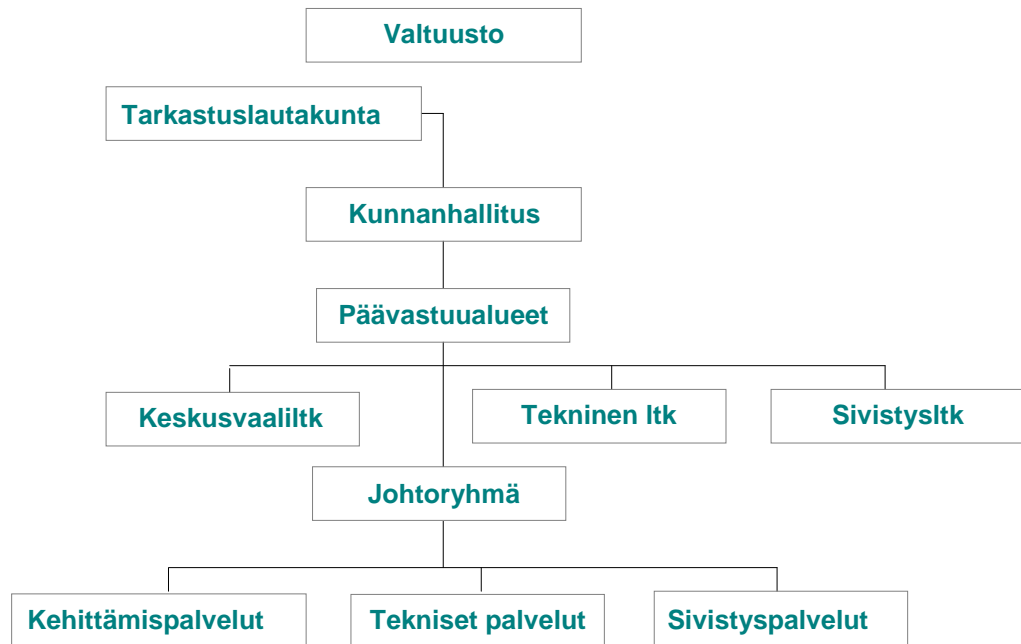 Valtuusto
Tarkastuslautakunta
Kunnanhallitus
Päävastuualueet
Keskusvaaliltk
Tekninen ltk
Sivistysltk
Johtoryhmä
Kehittämispalvelut
Tekniset palvelut
Sivistyspalvelut